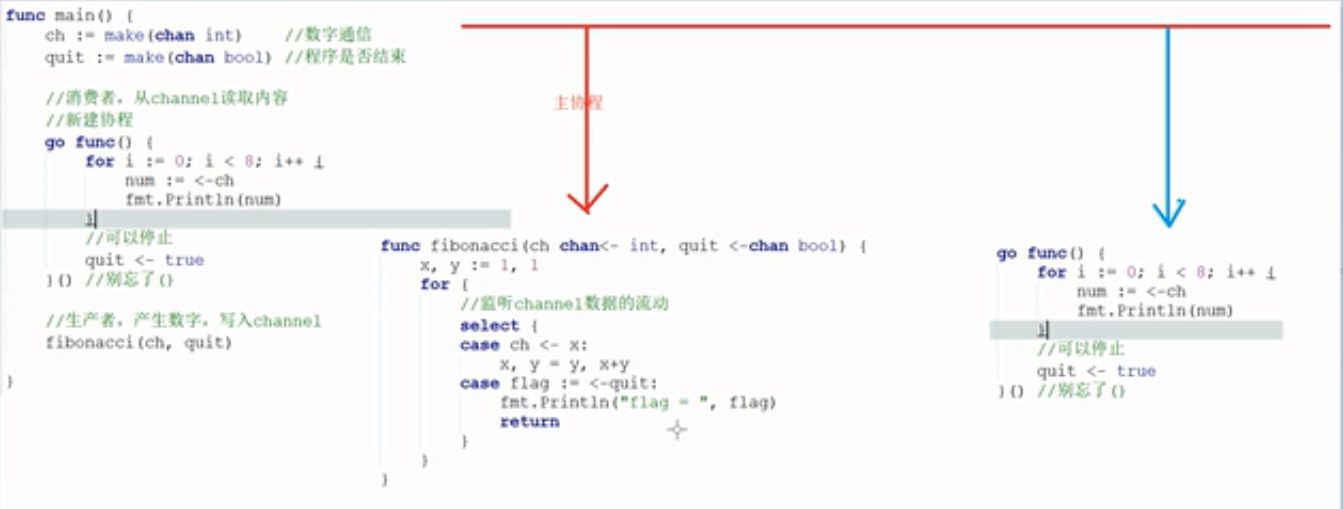 func main() {
    ch := make(chan int)    //数字通信
    quit := make(chan bool) //程序是否结束
    //消费者，从channel读取内容
    //新建协程
    go func() {
        for i := 0; i < 8; i++ {
            num := <-ch
            fmt.Println(num)
        }
        //可以停止
        quit <- true
    }() //别忘了()
    //生产者，产生数字，写入channel
    fibonacci(ch, quit)
}
主协程
func fibonacci(ch chan<- int, quit <-chan bool) {
    x, y := 1, 1
    for {
        //监听channel数据的流动
        select {
        case ch <- x:
            x, y = y, x+y
        case flag := <-quit:
            fmt.Println("flag = ", flag)
            return
        }
    }
}
go func() {
    for i := 0; i < 8; i++ {
        num := <-ch
        fmt.Println(num)
    }
    //可以停止
    quit <- true
}() //别忘了()